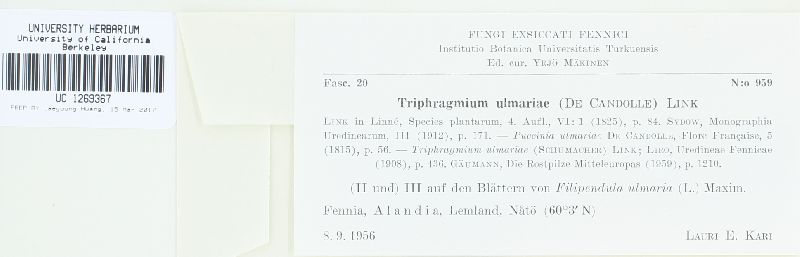 UNIVERSITY HERBARIUM
University of California
Berkeley
UC 1269367
FUNGI EXSICCATI FENNICI
Institutio Botanica Universitatis Turkuensis
Ed. cur. YRJÖ MÄKINEN
Fasc. 20 N:o 959
Triphragmium ulmariae (DE CANDOLLE) LINK
LINK in Linné, Species plantarum, 4. Aufl., VI: 1 (1825), p. 84. SYDOW, Monographia
Uredinearum, III (1912), p. 171. — Puccinia ulmariae DE CANDOLLE, Flore Française, 5
(1815), p. 56. — Triphragmium ulmariae (SCHUMACHER) LINK; LIRO, Uredineae Fennicae
(1908), p. 436. GÄUMANN, Die Rostpilze Mitteleuropas (1959), p. 1210.
(II und) III auf den Blättern von Filipendula ulmaria (L.) Maxim.
Fennia, Alandia, Lemland, Nåtö (60°3′ N)
8. 9. 1956 LAURI E. KARI